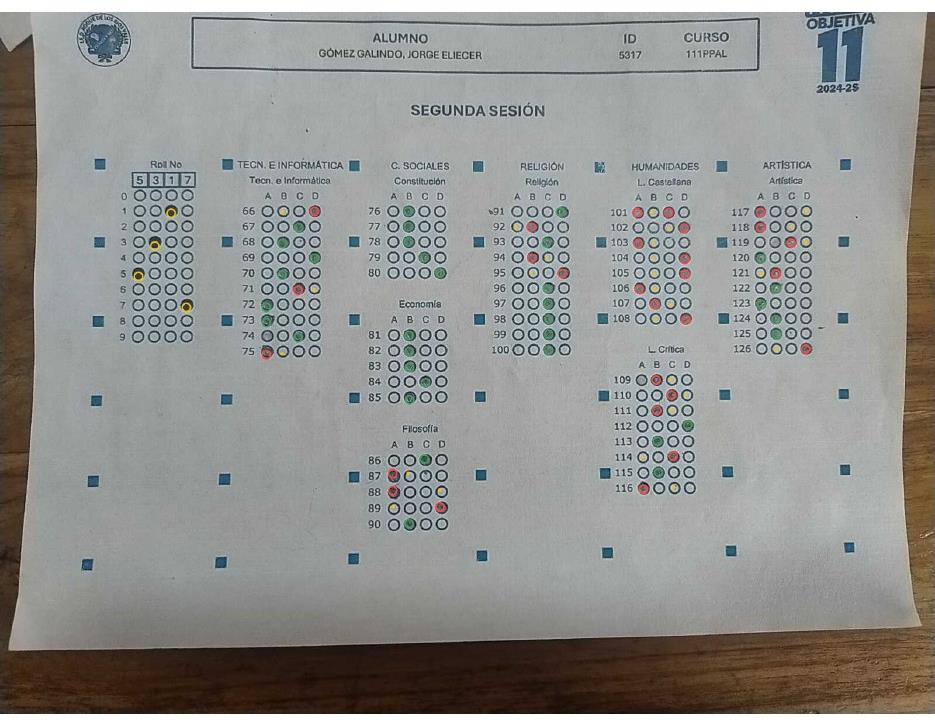 OBJETIVA
11
2024-25
ALUMNO ID CURSO
GÓMEZ GALINDO, JORGE ELIECER 5317 111PPAL
SEGUNDA SESIÓN
Roll No
5 3 1 7
0
1
2
3
4
5
6
7
8
9
TECN. E INFORMÁTICA
Tecn. e Informática
A B C D
66
67
68
69
70
71
72
73
74
75
C. SOCIALES
Constitución
A B C D
76
77
78
79
80
Economía
A B C D
81
82
83
84
85
Filosofía
A B C D
86
87
88
89
90
RELIGIÓN
Religión
A B C D
91
92
93
94
95
96
97
98
99
100
HUMANIDADES
L. Castellana
A B C D
101
102
103
104
105
106
107
108
L. Crítica
A B C D
109
110
111
112
113
114
115
116
ARTÍSTICA
Artística
A B C D
117
118
119
120
121
122
123
124
125
126